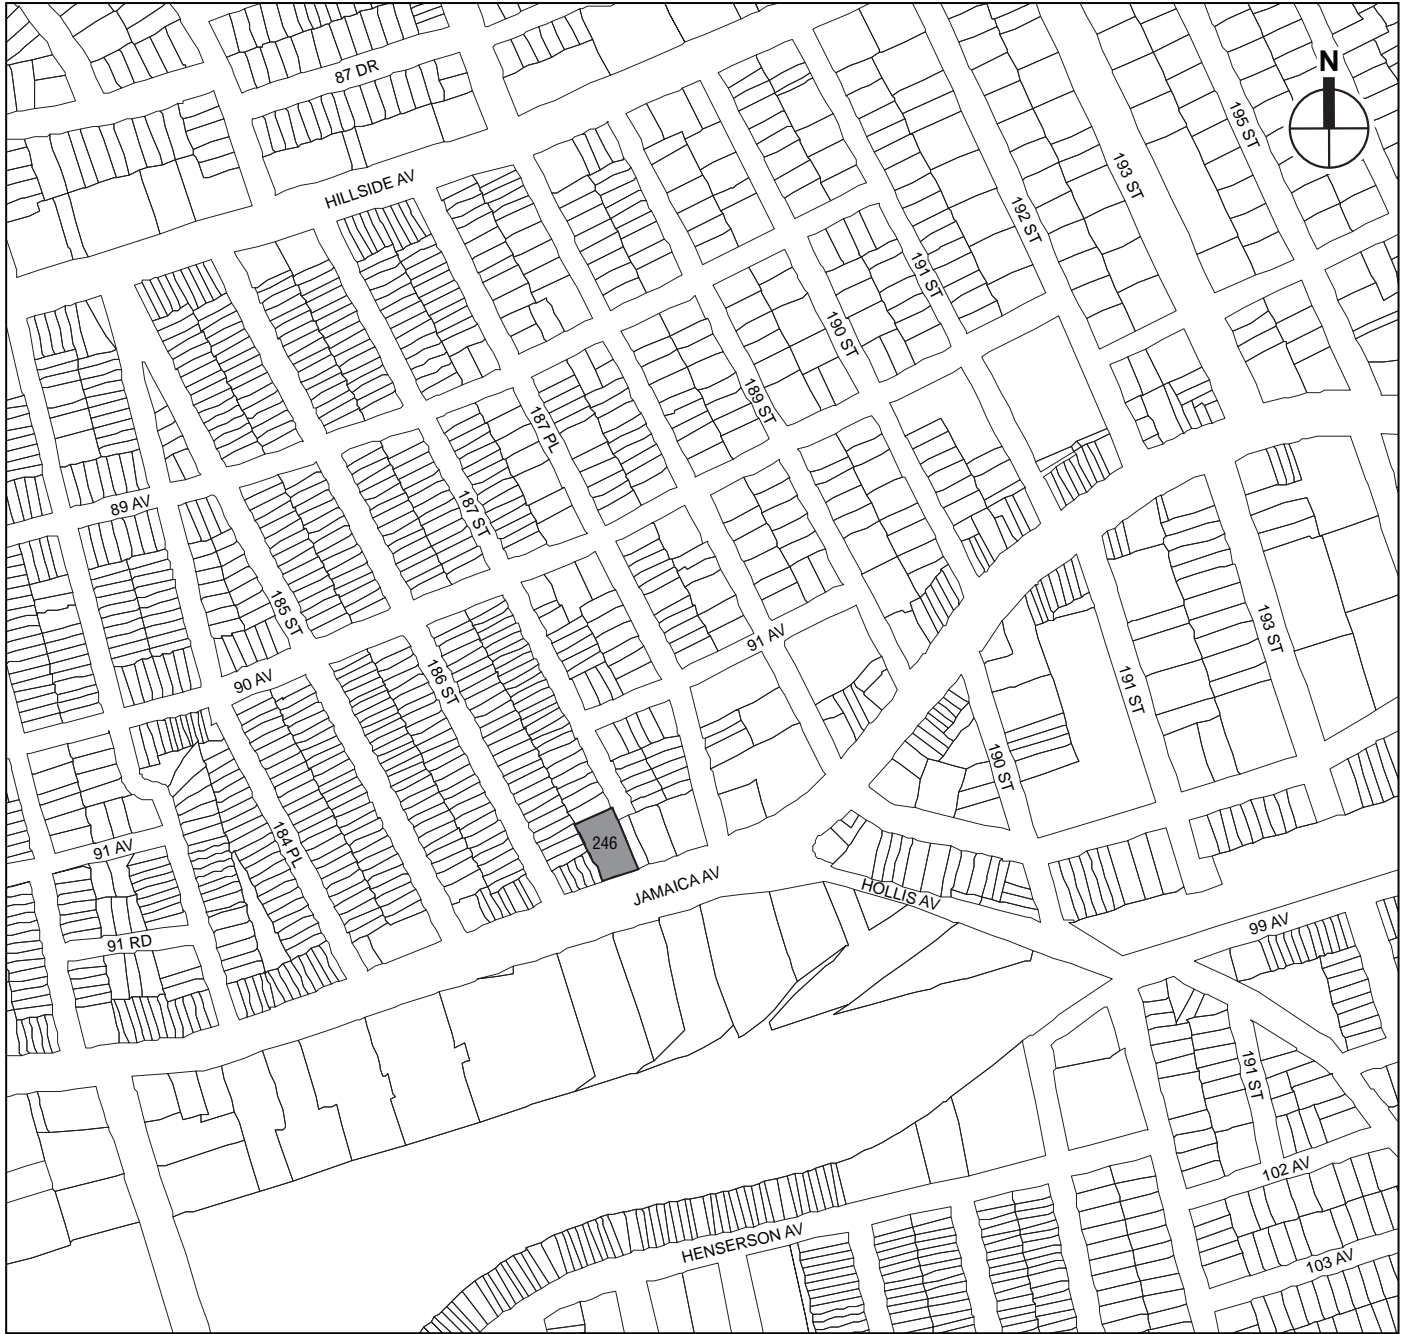 87 DR
N
195 ST
193 ST
HILLSIDE AV
192 ST
191 ST
190 ST
189 ST
187 PL
89 AV
187 ST
185 ST
193 ST
91 AV
90 AV
186 ST
191 ST
190 ST
184 PL
246
91 AV
JAMAICA AV
HOLLIS AV
99 AV
91 RD
191 ST
102 AV
HENSERSON AV
103 AV